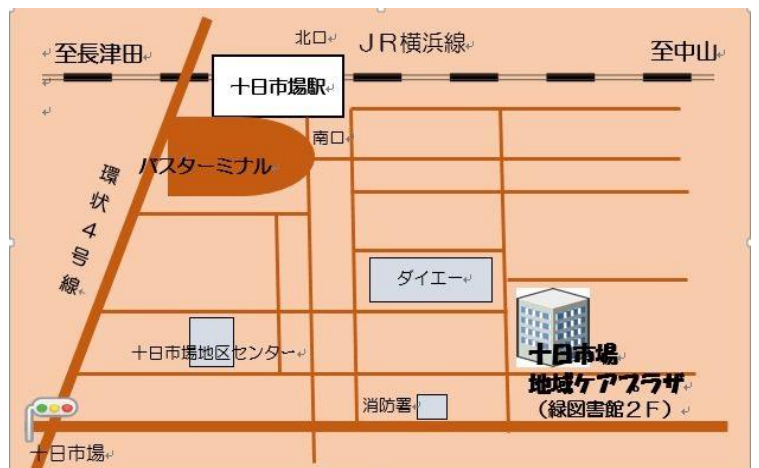 北口
ＪＲ横浜線
至長津田
至中山
十日市場駅
南口
バスターミナル
環状４号線
ダイエー
十日市場地区センター
十日市場
地域ケアプラザ
（緑図書館２Ｆ）
消防署
十日市場